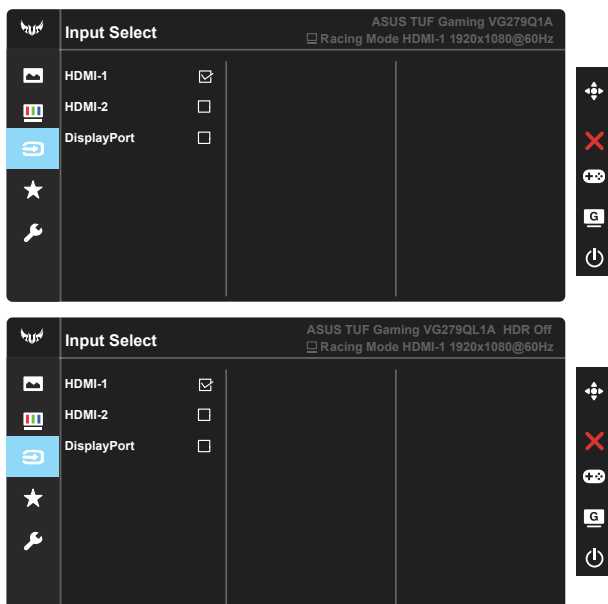 ASUS TUF Gaming VG279Q1A
Input Select
Racing Mode HDMI-1 1920x1080@60Hz
HDMI-1
HDMI-2
DisplayPort
G
ASUS TUF Gaming VG279QL1A HDR Off
Input Select
Racing Mode HDMI-1 1920x1080@60Hz
HDMI-1
HDMI-2
DisplayPort
G